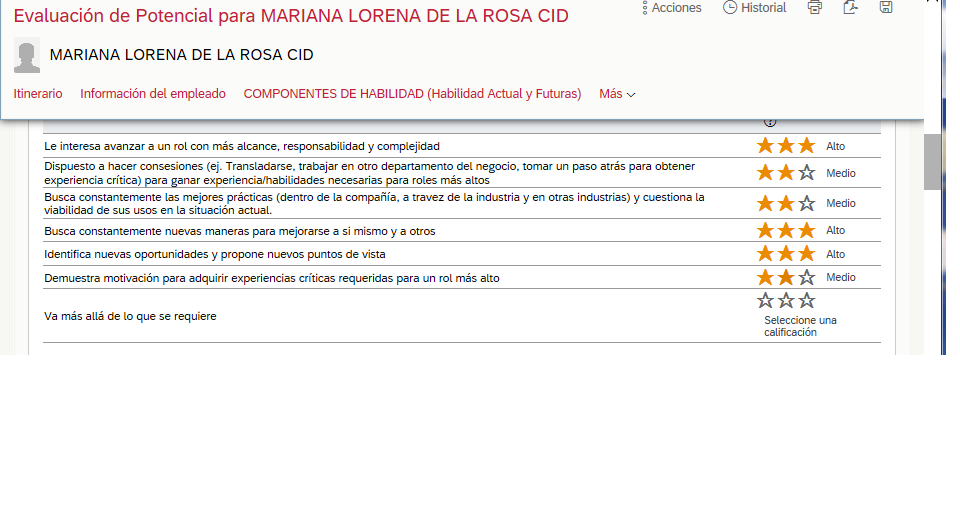 Evaluación de Potencial para MARIANA LORENA DE LA ROSA CID
Acciones Historial
MARIANA LORENA DE LA ROSA CID
Itinerario Información del empleado COMPONENTES DE HABILIDAD (Habilidad Actual y Futuras) Más
Le interesa avanzar a un rol con más alcance, responsabilidad y complejidad Alto
Dispuesto a hacer consesiones (ej. Transladarse, trabajar en otro departamento del negocio, tomar un paso atrás para obtener
experiencia crítica) para ganar experiencia/habilidades necesarias para roles más altos Medio
Busca constantemente las mejores prácticas (dentro de la compañía, a travez de la industria y en otras industrias) y cuestiona la
viabilidad de sus usos en la situación actual. Medio
Busca constantemente nuevas maneras para mejorarse a si mismo y a otros Alto
Identifica nuevas oportunidades y propone nuevos puntos de vista Alto
Demuestra motivación para adquirir experiencias críticas requeridas para un rol más alto Medio
Va más allá de lo que se requiere
Seleccione una
calificación